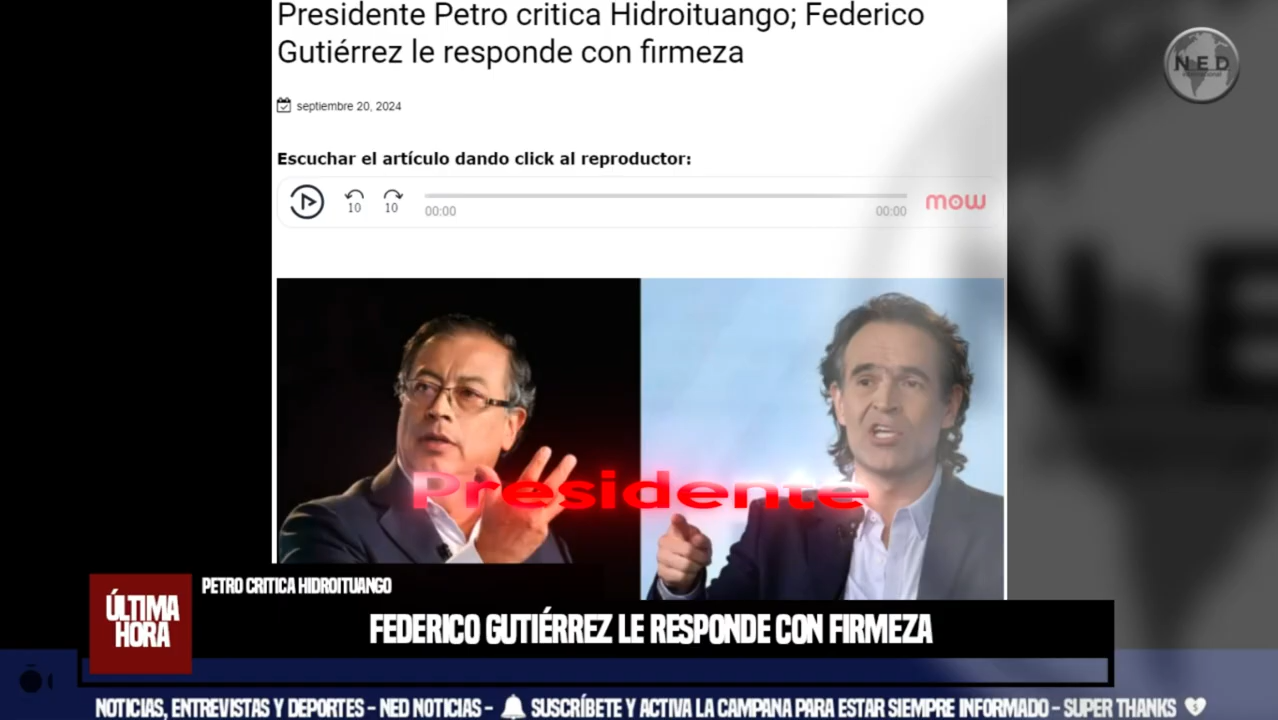 Presidente Petro critica Hidroituango; Federico
Gutiérrez le responde con firmeza
NED
septiembre 20, 2024
Escuchar el artículo dando click al reproductor:
10
10
00:00
00:00
mow
NE
Presidente
PETRO CRITICA HIDROITUANGO
ÚLTIMA
HORA
FEDERICO GUTIÉRREZ LE RESPONDE CON FIRMEZA
NOTICIAS, ENTREVISTAS Y DEPORTES - NED NOTICIAS - SUSCRÍBETE Y ACTIVA LA CAMPANA PARA ESTAR SIEMPRE INFORMADO - SUPER THANKS